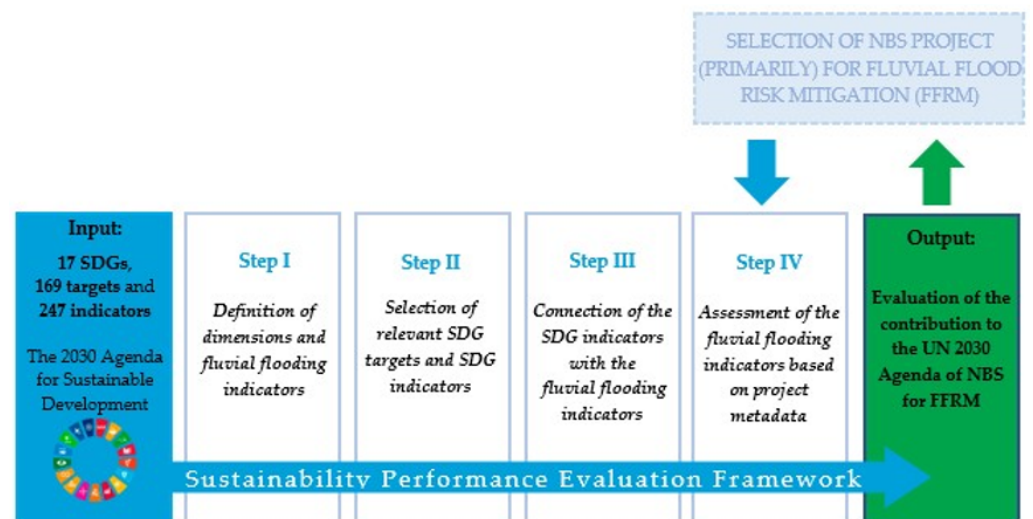 SELECTION OF NBS PROJECT
(PRIMARILY) FOR FLUVIAL FLOOD
RISK MITIGATION (FFRM)
Input:
17 SDGs,
169 targets and
247 indicators
The 2030 Agenda
for Sustainable
Development
Step I
Definition of
dimensions and
fluvial flooding
indicators
Step II
Selection of
relevant SDG
targets and SDG
indicators
Step III
Connection of the
SDG indicators
with the
fluvial flooding
indicators
Step IV
Assessment of the
fluvial flooding
indicators based
on project
metadata
Output:
Evaluation of the
contribution to
the UN 2030
Agenda of NBS
for FFRM
Sustainability Performance Evaluation Framework